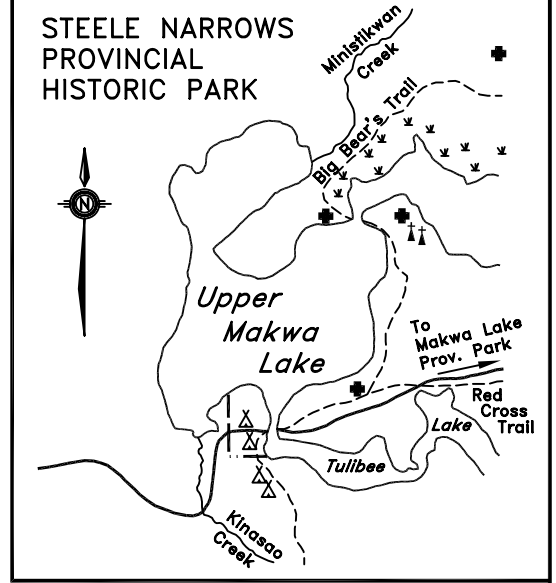 STEELE NARROWS
PROVINCIAL
HISTORIC PARK
Ministikwan
Creek
Big Bear's Trail
N
Upper
Makwa
Lake
To
Makwa Lake
Prov. Park
Red
Cross
Trail
Lake
Tulibee
Kinasao
Creek